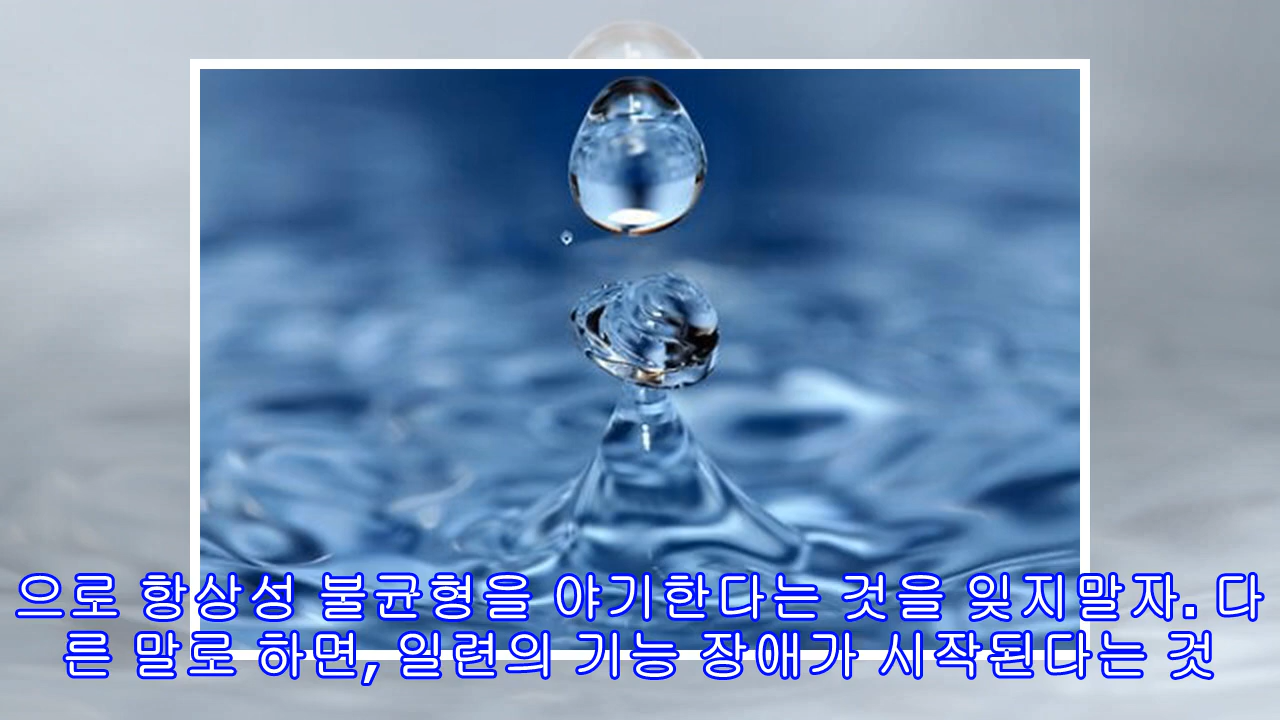 으로 항상성 불균형을 야기한다는 것을 잊지말자. 다
른 말로 하면, 일련의 기능 장애가 시작된다는 것